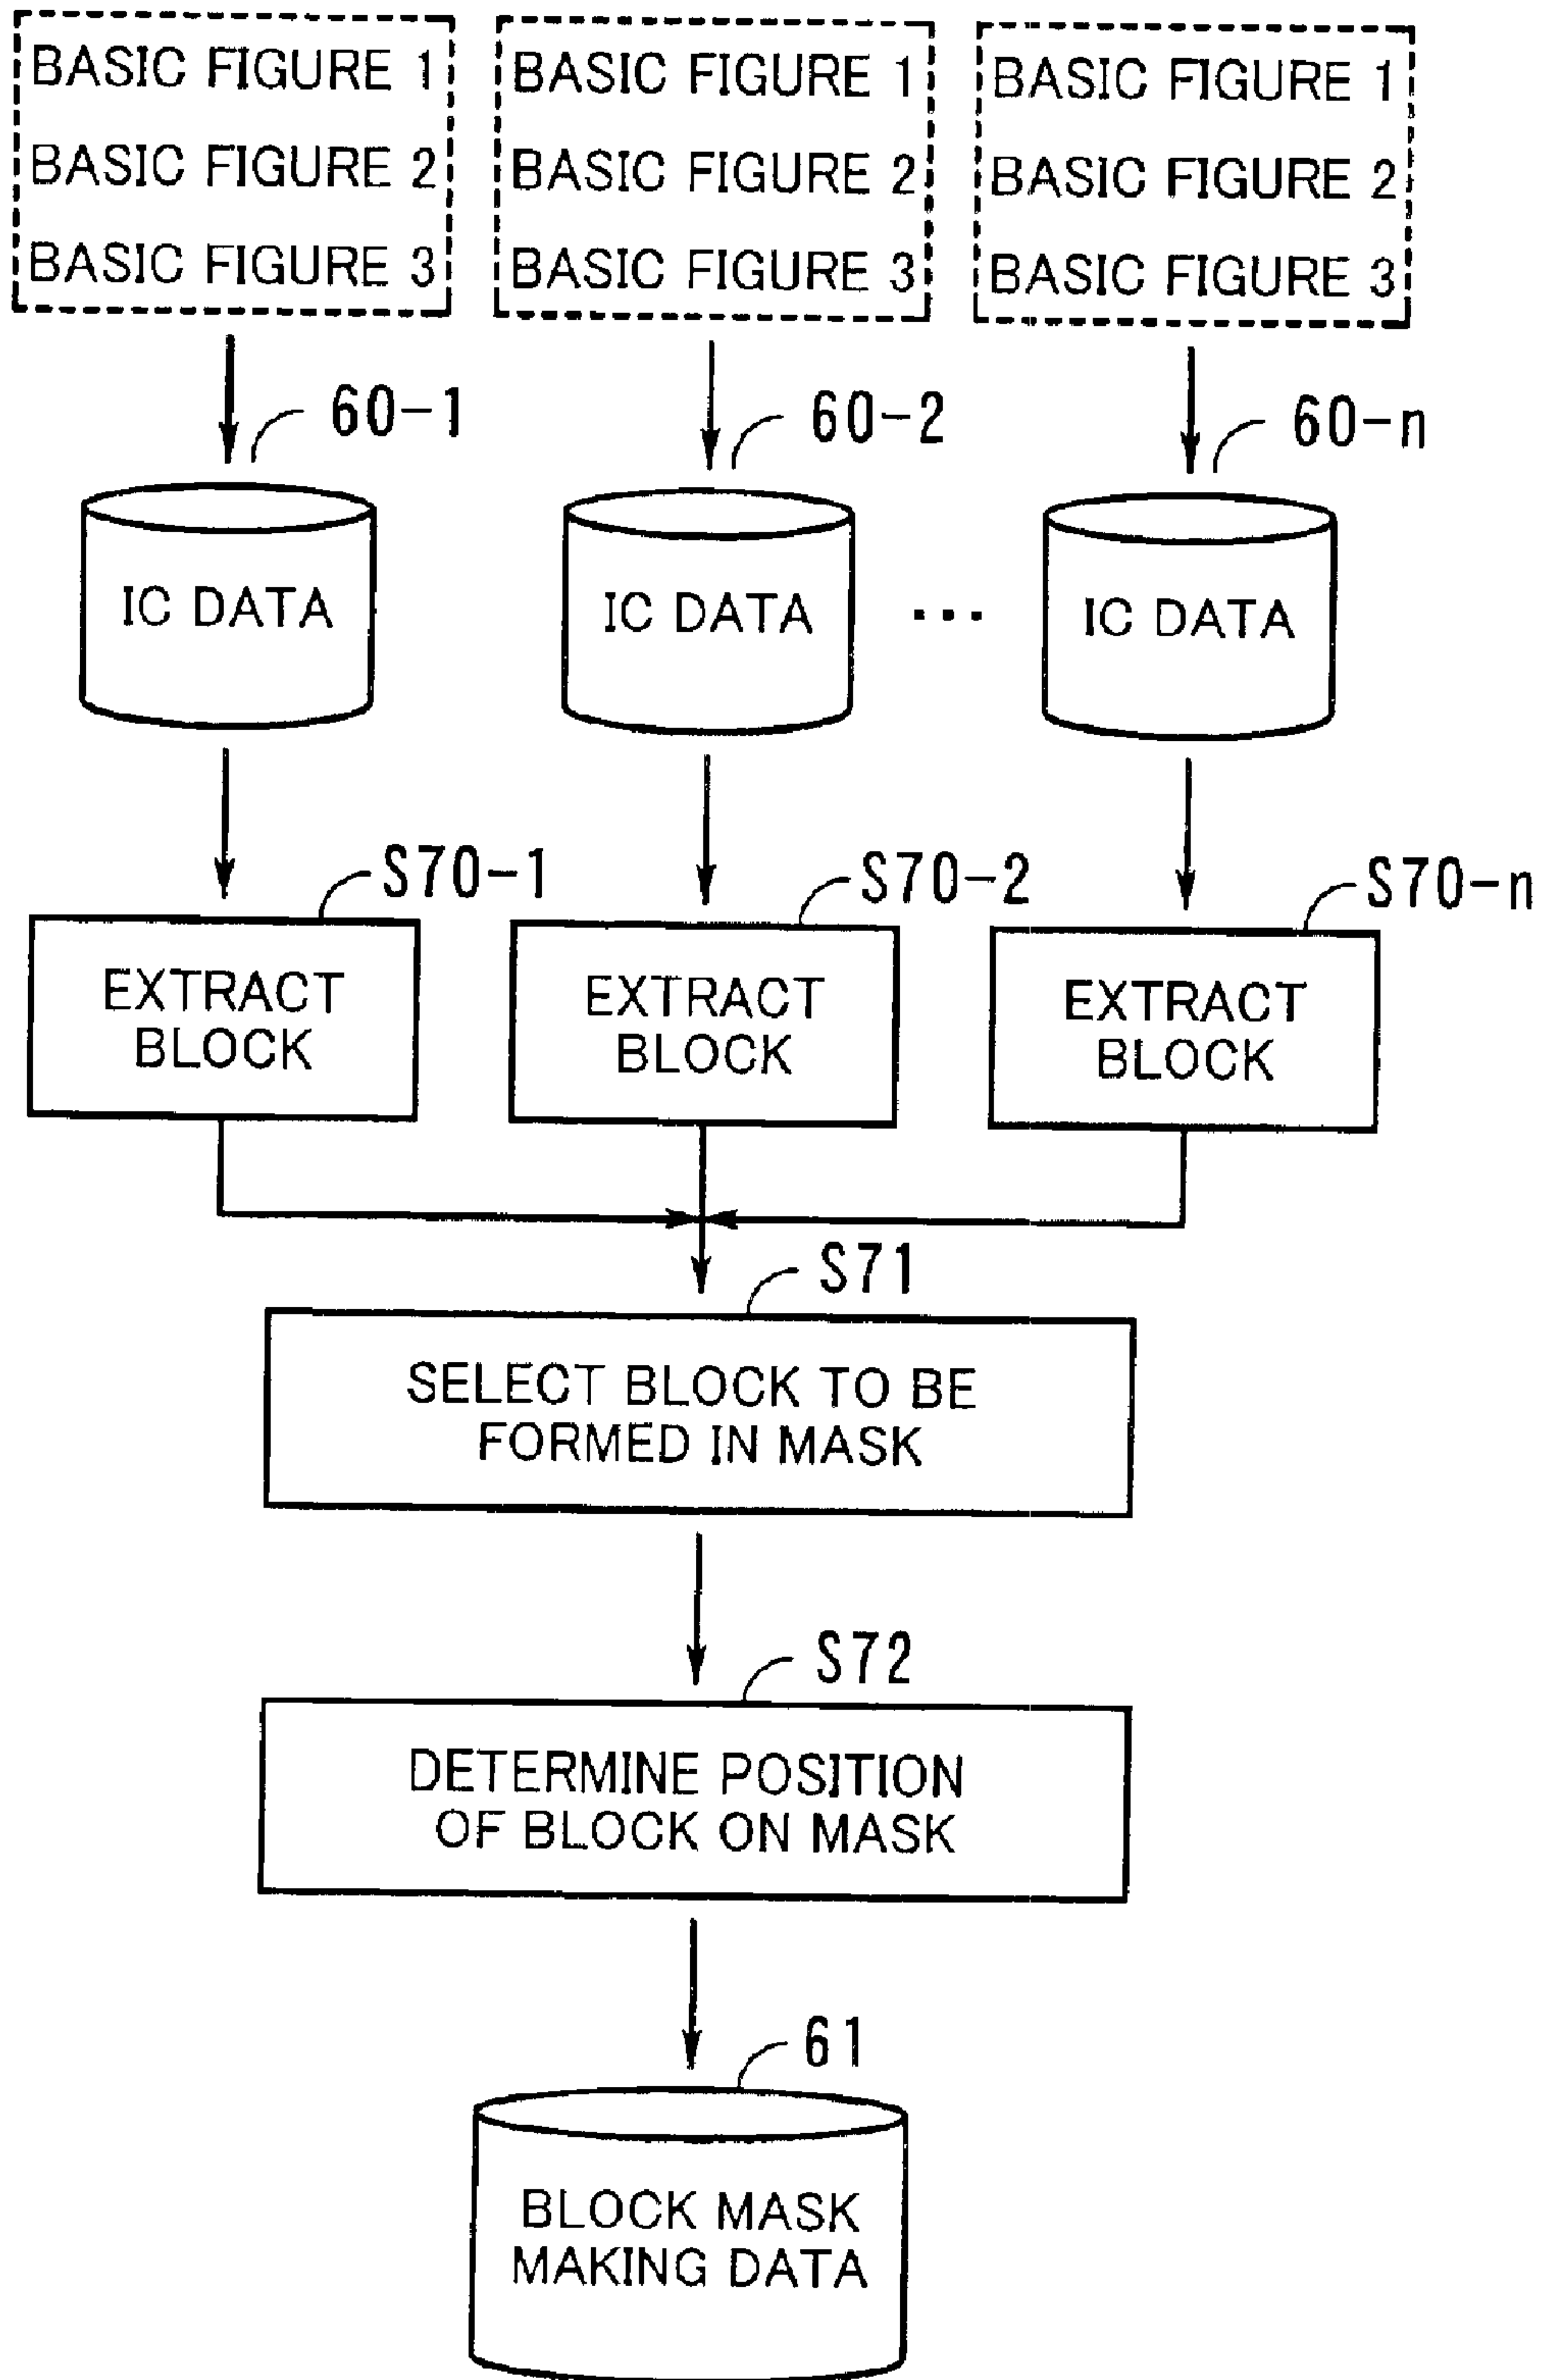 BASIC FIGURE 1
BASIC FIGURE 2
BASIC FIGURE 3
BASIC FIGURE 1
BASIC FIGURE 2
BASIC FIGURE 3
BASIC FIGURE 1
BASIC FIGURE 2
BASIC FIGURE 3
60-1
60-2
60-n
IC DATA
IC DATA
...
IC DATA
S70-1
S70-2
S70-n
EXTRACT
BLOCK
EXTRACT
BLOCK
EXTRACT
BLOCK
S71
SELECT BLOCK TO BE
FORMED IN MASK
S72
DETERMINE POSITION
OF BLOCK ON MASK
61
BLOCK MASK
MAKING DATA